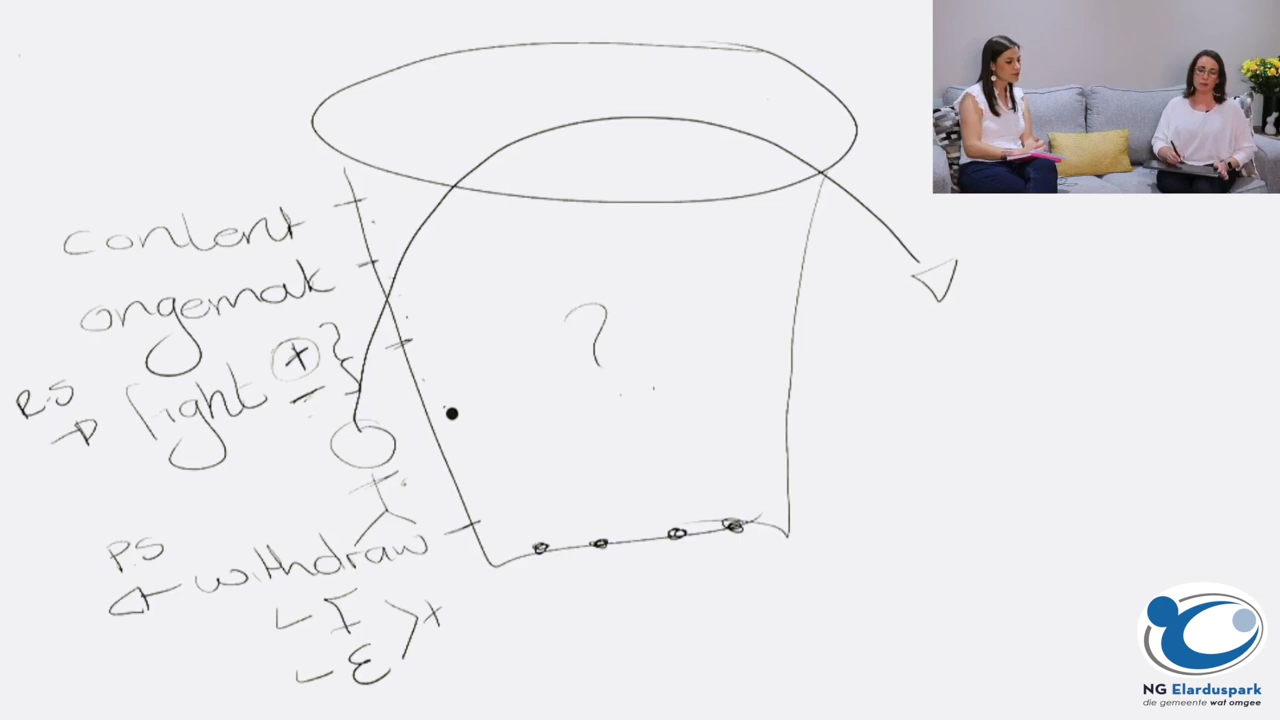 content
ongemak
R.S fight +
?
P.S
withdraw
- I
- E
+
NG Elarduspark
die gemeente wat omgee